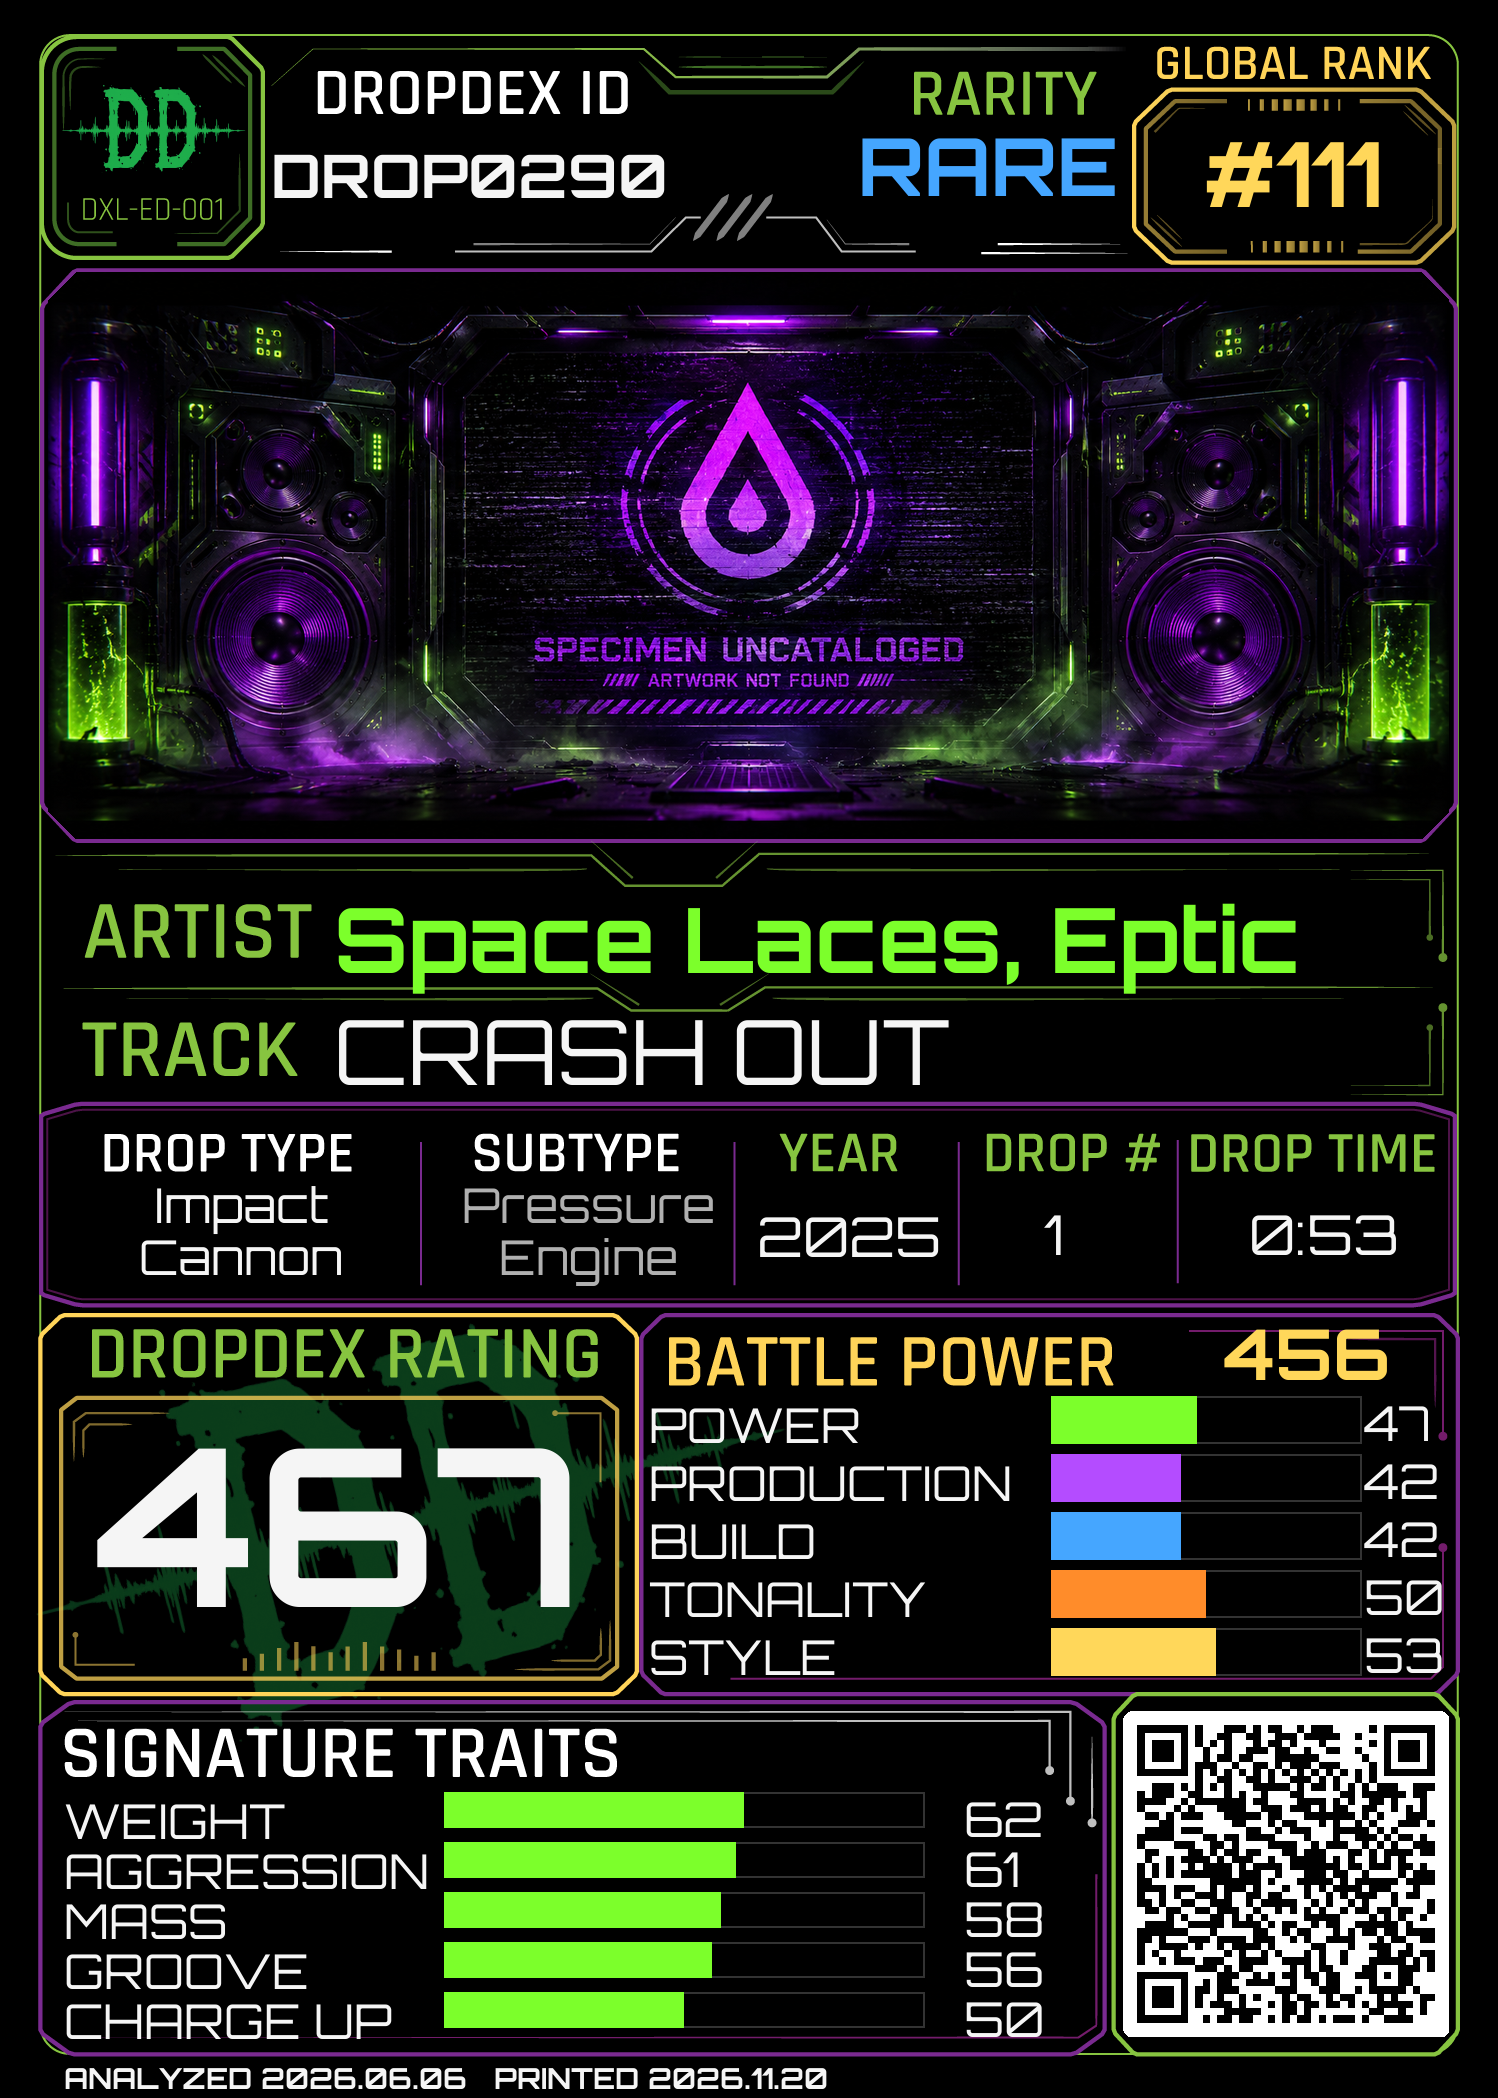 DD
DXL-ED-001
DROPDEX ID
DROP0290
RARITY
RARE
GLOBAL RANK
#111
SPECIMEN UNCATALOGED
///// ARTWORK NOT FOUND /////
ARTIST Space Laces, Eptic
TRACK CRASH OUT
DROP TYPE
Impact
Cannon
SUBTYPE
Pressure
Engine
YEAR
2025
DROP #
1
DROP TIME
0:53
DROPDEX RATING
467
BATTLE POWER 456
POWER 47
PRODUCTION 42
BUILD 42
TONALITY 50
STYLE 53
SIGNATURE TRAITS
WEIGHT 62
AGGRESSION 61
MASS 58
GROOVE 56
CHARGE UP 50
ANALYZED 2026.06.06 PRINTED 2026.11.20